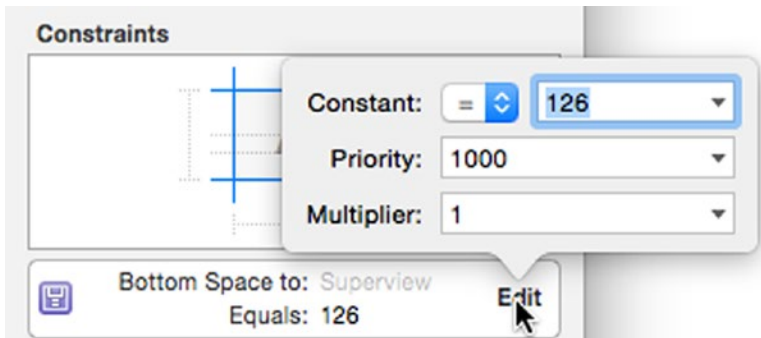 Constraints
Constant: = 126
Priority: 1000
Multiplier: 1
Bottom Space to: Superview
Equals: 126
Edit